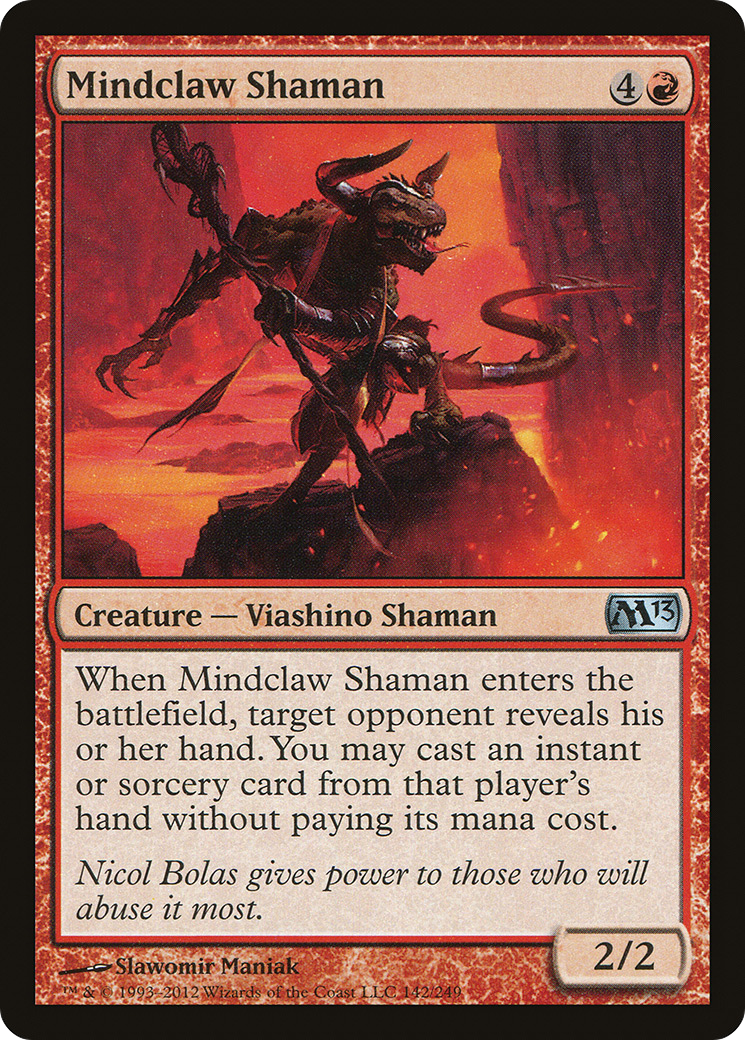 Mindclaw Shaman 4
Creature — Viashino Shaman M13
When Mindclaw Shaman enters the
battlefield, target opponent reveals his
or her hand. You may cast an instant
or sorcery card from that player's
hand without paying its mana cost.
Nicol Bolas gives power to those who will
abuse it most.
2/2
Slawomir Maniak
™ & © 1993–2012 Wizards of the Coast LLC 142/249